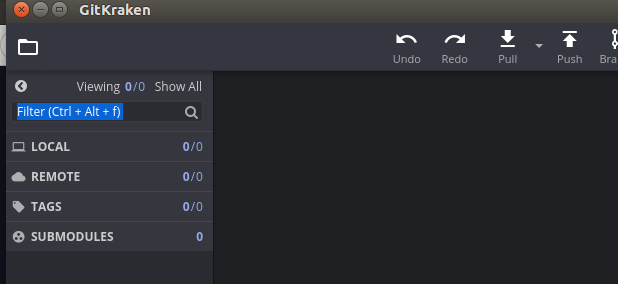 GitKraken
Undo Redo Pull Push
Viewing 0/0 Show All
Filter (Ctrl + Alt + f)
LOCAL 0/0
REMOTE 0/0
TAGS 0/0
SUBMODULES 0